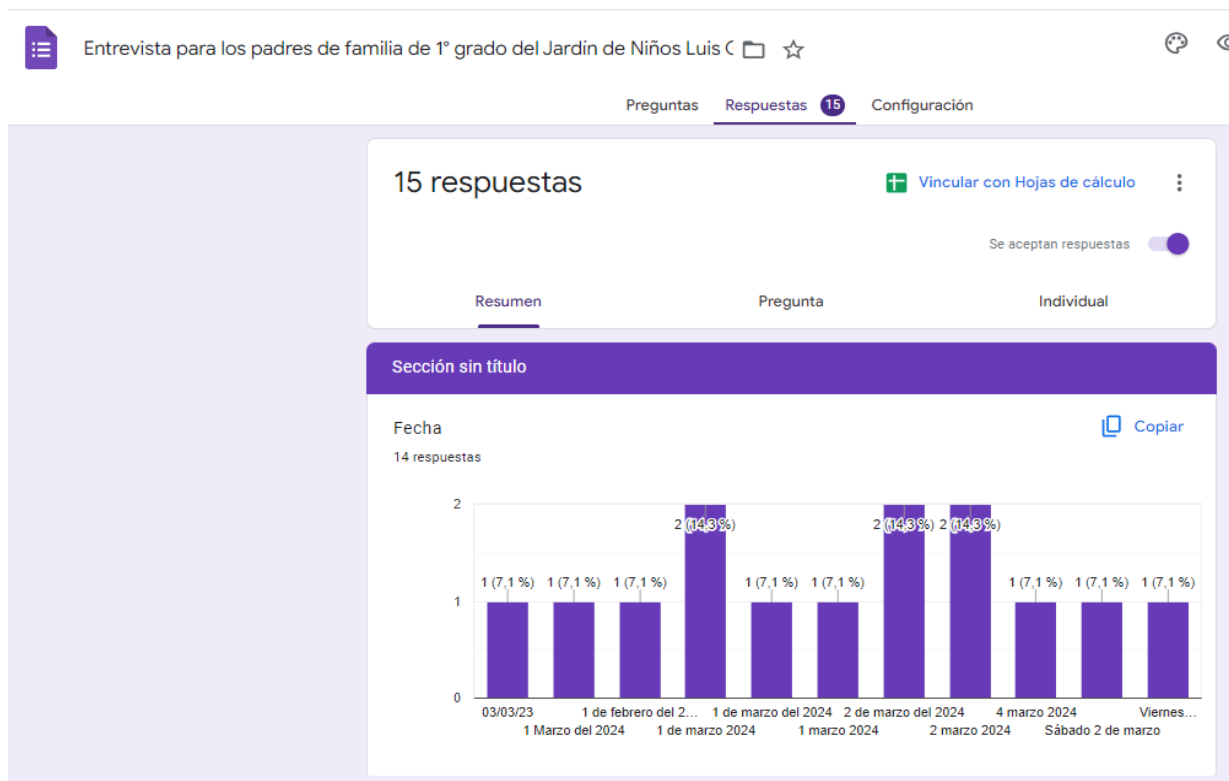 Entrevista para los padres de familia de 1° grado del Jardín de Niños Luis
Preguntas Respuestas 15 Configuración
15 respuestas
Vincular con Hojas de cálculo
Se aceptan respuestas
Resumen Pregunta Individual
Sección sin título
Fecha
Copiar
14 respuestas
2
2 (14,3 %) 2 (14,3 %) 2 (14,3 %)
1 (7,1 %) 1 (7,1 %) 1 (7,1 %) 1 (7,1 %) 1 (7,1 %) 1 (7,1 %) 1 (7,1 %) 1 (7,1 %)
1
0
03/03/23 1 de febrero del 2... 1 de marzo del 2024 2 de marzo del 2024 4 marzo 2024 Viernes...
1 Marzo del 2024 1 de marzo 2024 1 marzo 2024 2 marzo 2024 Sábado 2 de marzo